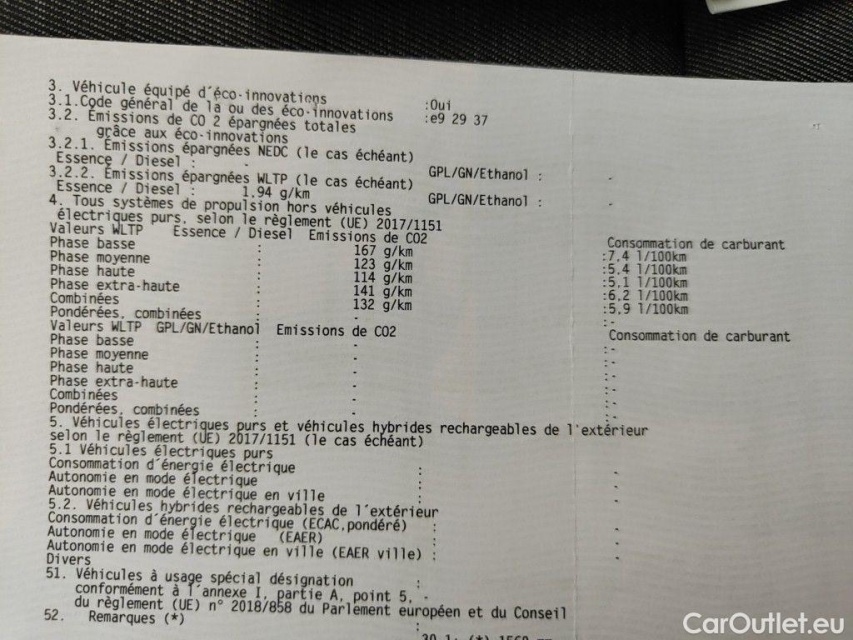 3. Véhicule équipé d'éco-innovations :Oui
3.1.Code général de la ou des éco-innovations :e9 29 37
3.2. Émissions de CO 2 épargnées totales
grâce aux éco-innovations
3.2.1. Émissions épargnées NEDC (le cas échéant)
Essence / Diesel : - GPL/GN/Ethanol : -
3.2.2. Émissions épargnées WLTP (le cas échéant)
Essence / Diesel : 1.94 g/km GPL/GN/Ethanol : -
4. Tous systèmes de propulsion hors véhicules
électriques purs, selon le règlement (UE) 2017/1151
Valeurs WLTP Essence / Diesel Emissions de CO2 Consommation de carburant
Phase basse : 167 g/km :7.4 l/100km
Phase moyenne : 123 g/km :5.4 l/100km
Phase haute : 114 g/km :5.1 l/100km
Phase extra-haute : 141 g/km :6.2 l/100km
Combinées : 132 g/km :5.9 l/100km
Pondérées, combinées : - :-
Valeurs WLTP GPL/GN/Ethanol Emissions de CO2 Consommation de carburant
Phase basse : - :-
Phase moyenne : - :-
Phase haute : - :-
Phase extra-haute : - :-
Combinées : - :-
Pondérées, combinées : - :-
5. Véhicules électriques purs et véhicules hybrides rechargeables de l'extérieur
selon le règlement (UE) 2017/1151 (le cas échéant)
5.1 Véhicules électriques purs
Consommation d'énergie électrique : -
Autonomie en mode électrique : -
Autonomie en mode électrique en ville : -
5.2. Véhicules hybrides rechargeables de l'extérieur
Consommation d'énergie électrique (ECAC,pondéré) : -
Autonomie en mode électrique (EAER) : -
Autonomie en mode électrique en ville (EAER ville) : -
Divers
51. Véhicules à usage spécial désignation :
conformément à l'annexe I, partie A, point 5, -
du règlement (UE) n° 2018/858 du Parlement européen et du Conseil
52. Remarques (*) :
CarOutlet.eu